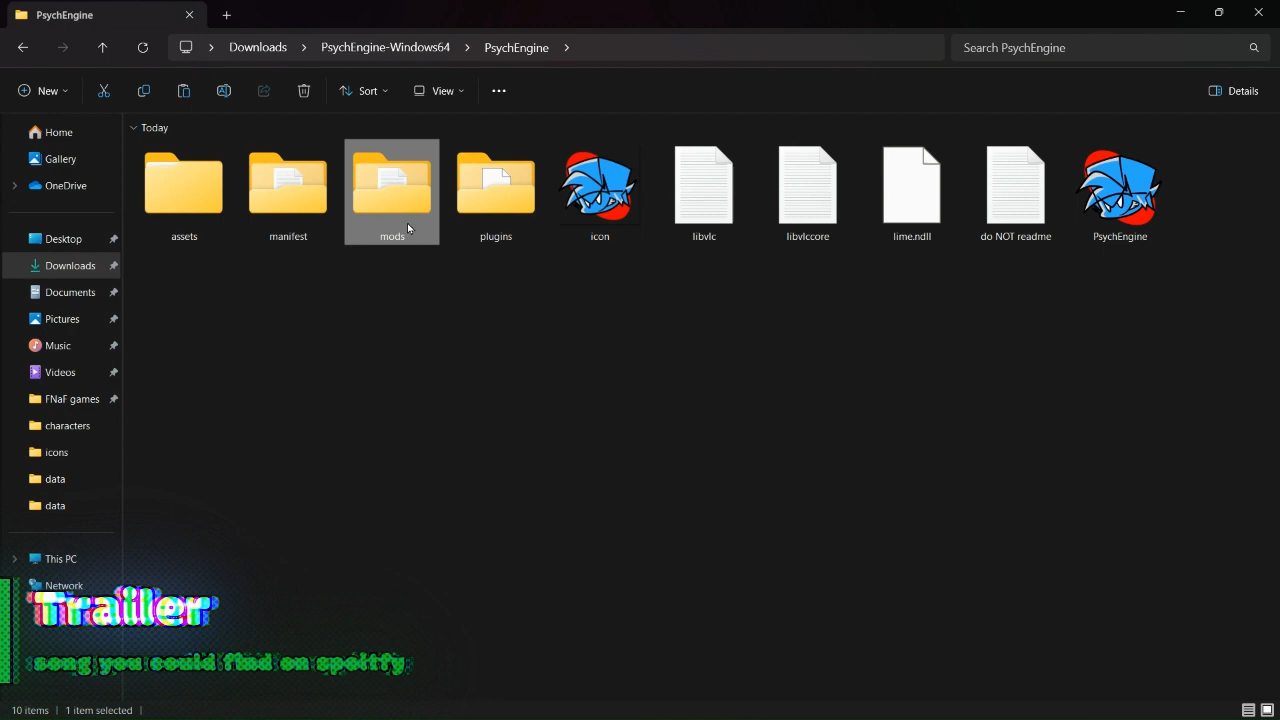 PsychEngine
Downloads > PsychEngine-Windows64 > PsychEngine >
Search PsychEngine
New
Sort
View
Details
Home
Gallery
OneDrive
Desktop
Downloads
Documents
Pictures
Music
Videos
FNaF games
characters
icons
data
data
This PC
Network
Today
assets
manifest
mods
plugins
icon
libvlc
libvlccore
lime.ndll
do NOT readme
PsychEngine
Trailer
song you could find on spoitfy
10 items
1 item selected